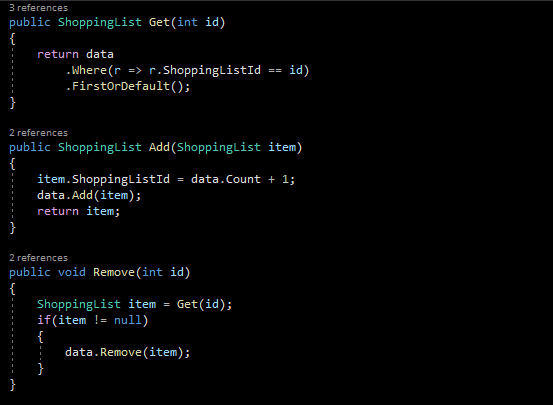 3 references
public ShoppingList Get(int id)
{
    return data
        .Where(r => r.ShoppingListId == id)
        .FirstOrDefault();
}
2 references
public ShoppingList Add(ShoppingList item)
{
    item.ShoppingListId = data.Count + 1;
    data.Add(item);
    return item;
}
2 references
public void Remove(int id)
{
    ShoppingList item = Get(id);
    if(item != null)
    {
        data.Remove(item);
    }
}